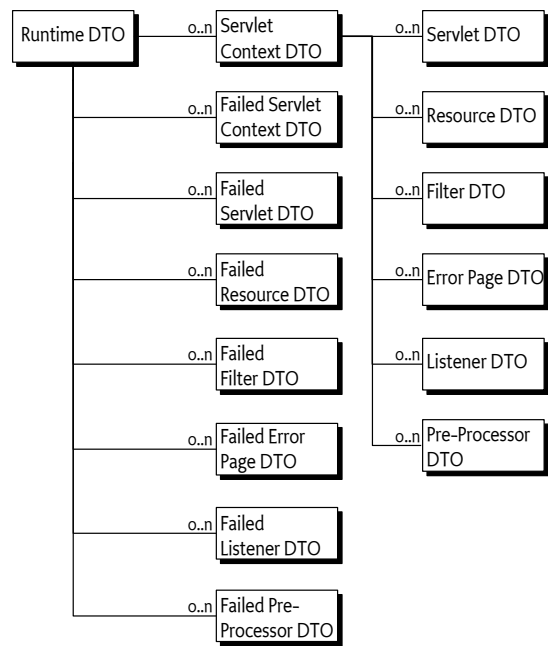 Runtime DTO
0..n
Servlet
Context DTO
0..n
Servlet DTO
0..n
Failed Servlet
Context DTO
0..n
Resource DTO
0..n
Failed
Servlet DTO
0..n
Filter DTO
0..n
Failed
Resource DTO
0..n
Error Page DTO
0..n
Failed
Filter DTO
0..n
Listener DTO
0..n
Failed Error
Page DTO
0..n
Pre-Processor
DTO
0..n
Failed
Listener DTO
0..n
Failed Pre-
Processor DTO